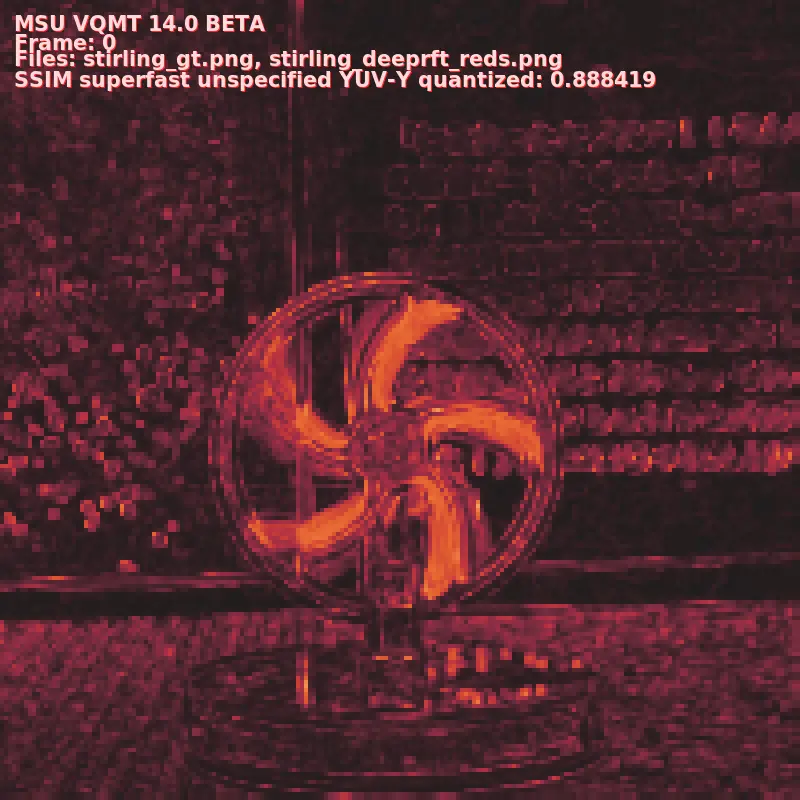 MSU VQMT 14.0 BETA
Frame: 0
Files: stirling_gt.png, stirling_deeprft_reds.png
SSIM superfast unspecified YUV-Y quantized: 0.888419